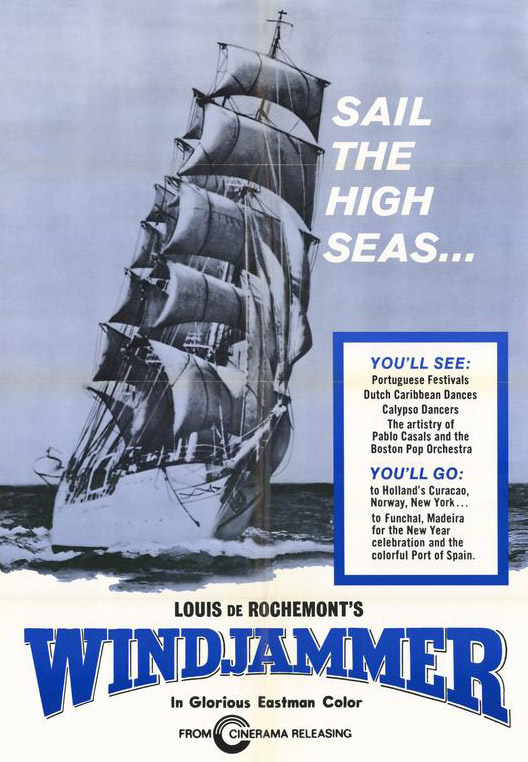 SAIL
THE
HIGH
SEAS...
YOU'LL SEE:
Portuguese Festivals
Dutch Caribbean Dances
Calypso Dancers
The artistry of
Pablo Casals and the
Boston Pop Orchestra
YOU'LL GO:
to Holland's Curacao,
Norway, New York...
to Funchal, Madeira
for the New Year
celebration and the
colorful Port of Spain.
LOUIS DE ROCHEMONT'S
WINDJAMMER
In Glorious Eastman Color
FROM CINERAMA RELEASING